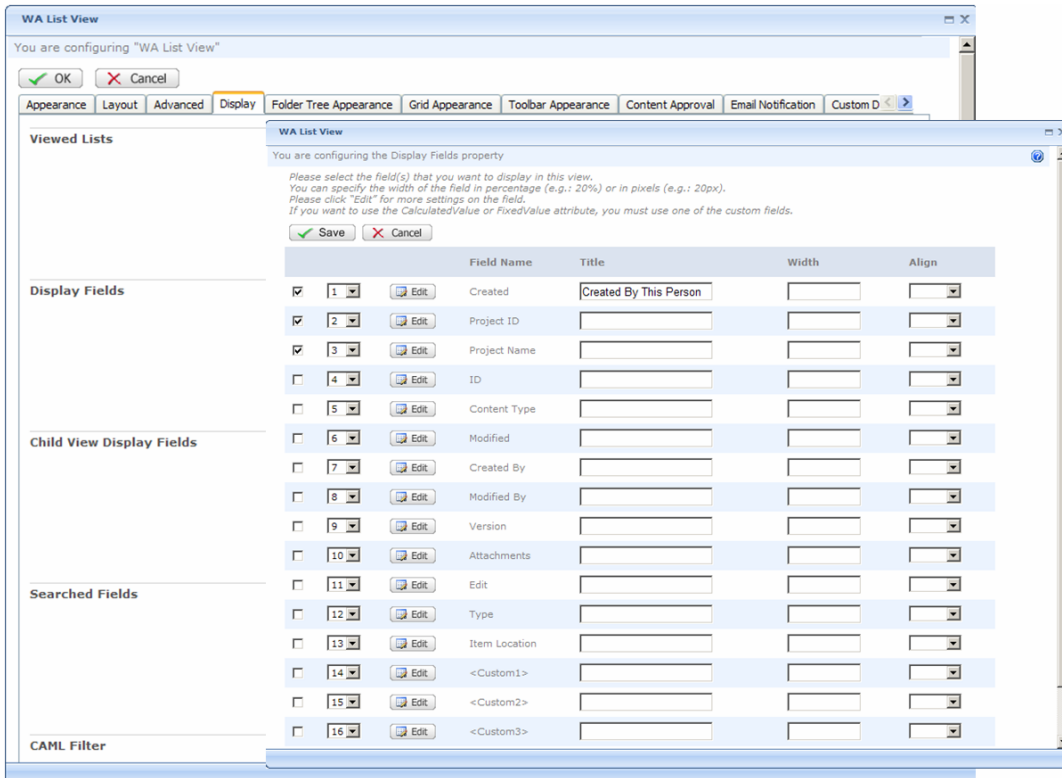 WA List View
You are configuring "WA List View"
OK Cancel
Appearance Layout Advanced Display Folder Tree Appearance Grid Appearance Toolbar Appearance Content Approval Email Notification Custom D
Viewed Lists
Display Fields
Child View Display Fields
Searched Fields
CAML Filter
WA List View
You are configuring the Display Fields property
Please select the field(s) that you want to display in this view.
You can specify the width of the field in percentage (e.g.: 20%) or in pixels (e.g.: 20px).
Please click "Edit" for more settings on the field.
If you want to use the CalculatedValue or FixedValue attribute, you must use one of the custom fields.
Save Cancel
Field Name Title Width Align
1 Edit Created Created By This Person
2 Edit Project ID
3 Edit Project Name
4 Edit ID
5 Edit Content Type
6 Edit Modified
7 Edit Created By
8 Edit Modified By
9 Edit Version
10 Edit Attachments
11 Edit Edit
12 Edit Type
13 Edit Item Location
14 Edit <Custom1>
15 Edit <Custom2>
16 Edit <Custom3>